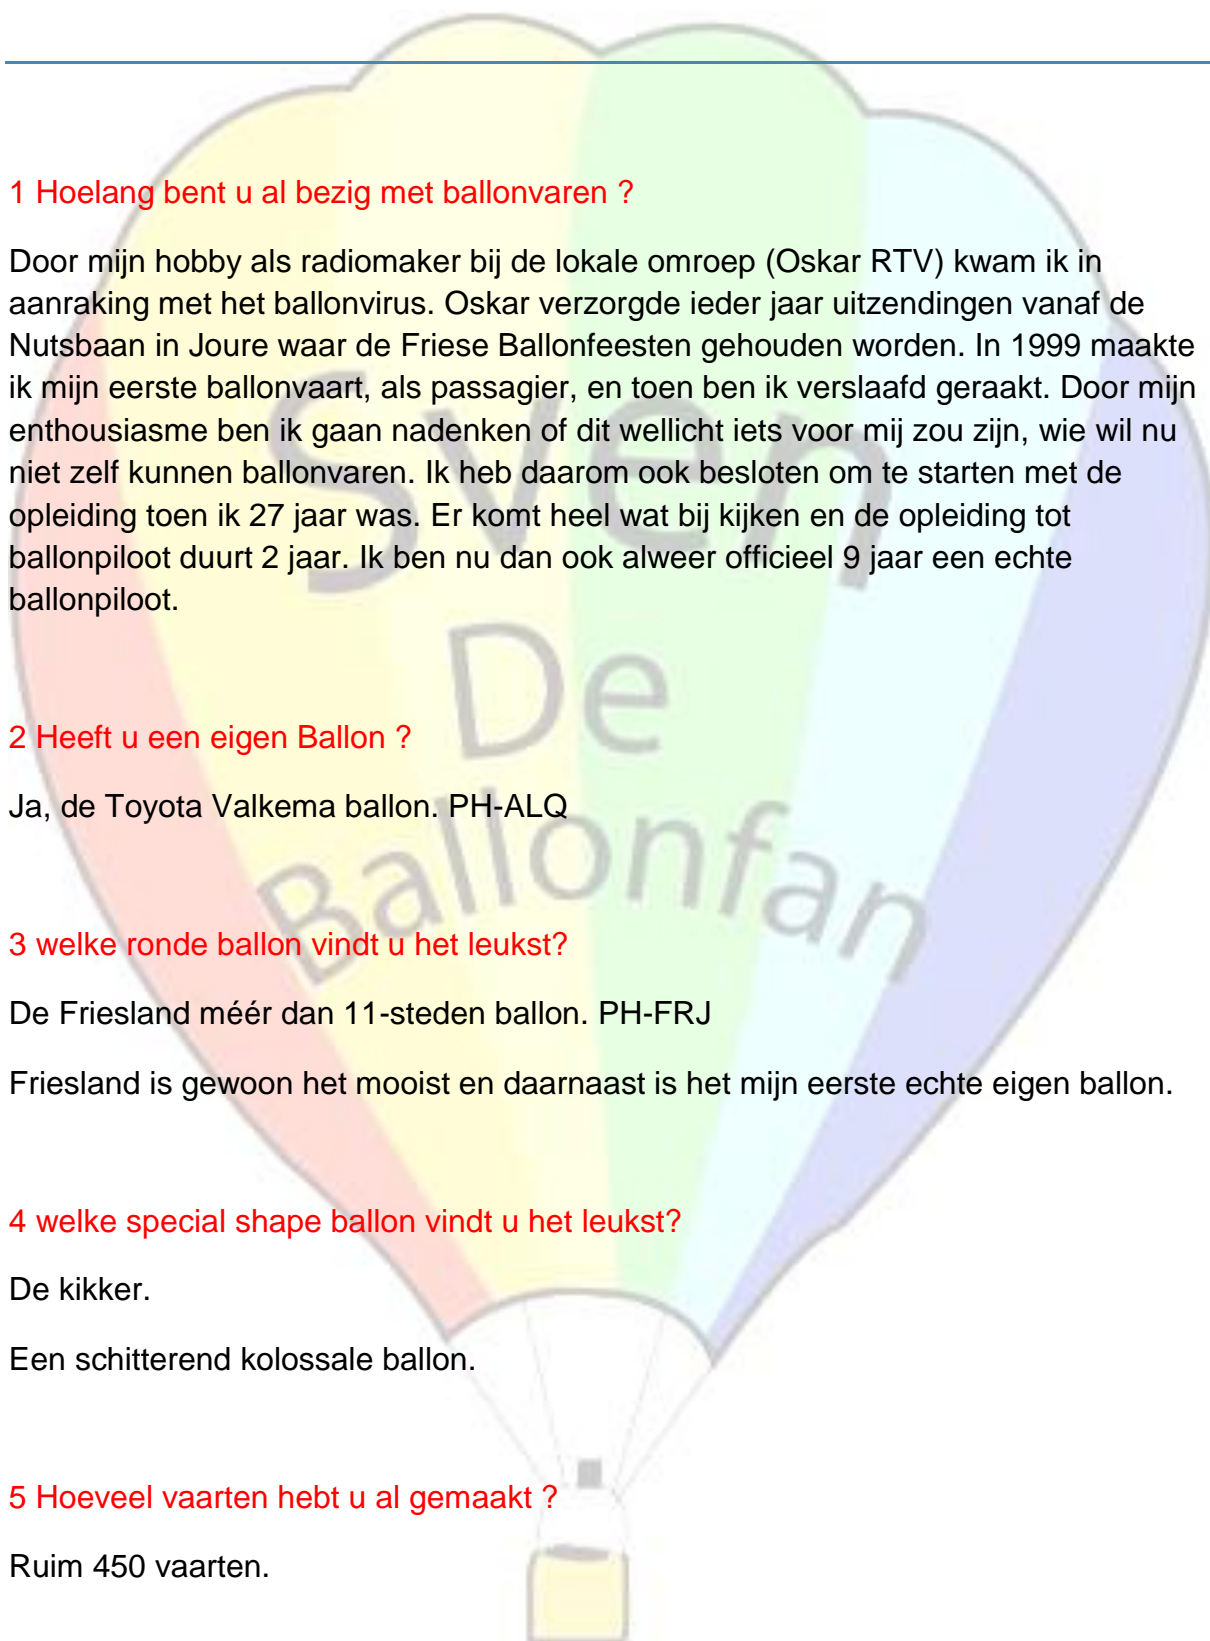 1 Hoelang bent u al bezig met ballonvaren ?
Door mijn hobby als radiomaker bij de lokale omroep (Oskar RTV) kwam ik in
aanraking met het ballonvirus. Oskar verzorgde ieder jaar uitzendingen vanaf de
Nutsbaan in Joure waar de Friese Ballonfeesten gehouden worden. In 1999 maakte
ik mijn eerste ballonvaart, als passagier, en toen ben ik verslaafd geraakt. Door mijn
enthousiasme ben ik gaan nadenken of dit wellicht iets voor mij zou zijn, wie wil nu
niet zelf kunnen ballonvaren. Ik heb daarom ook besloten om te starten met de
opleiding toen ik 27 jaar was. Er komt heel wat bij kijken en de opleiding tot
ballonpiloot duurt 2 jaar. Ik ben nu dan ook alweer officieel 9 jaar een echte
ballonpiloot.
2 Heeft u een eigen Ballon ?
Ja, de Toyota Valkema ballon. PH-ALQ
3 welke ronde ballon vindt u het leukst?
De Friesland méér dan 11-steden ballon. PH-FRJ
Friesland is gewoon het mooist en daarnaast is het mijn eerste echte eigen ballon.
4 welke special shape ballon vindt u het leukst?
De kikker.
Een schitterend kolossale ballon.
5 Hoeveel vaarten hebt u al gemaakt ?
Ruim 450 vaarten.
Sven
De
Ballonfan